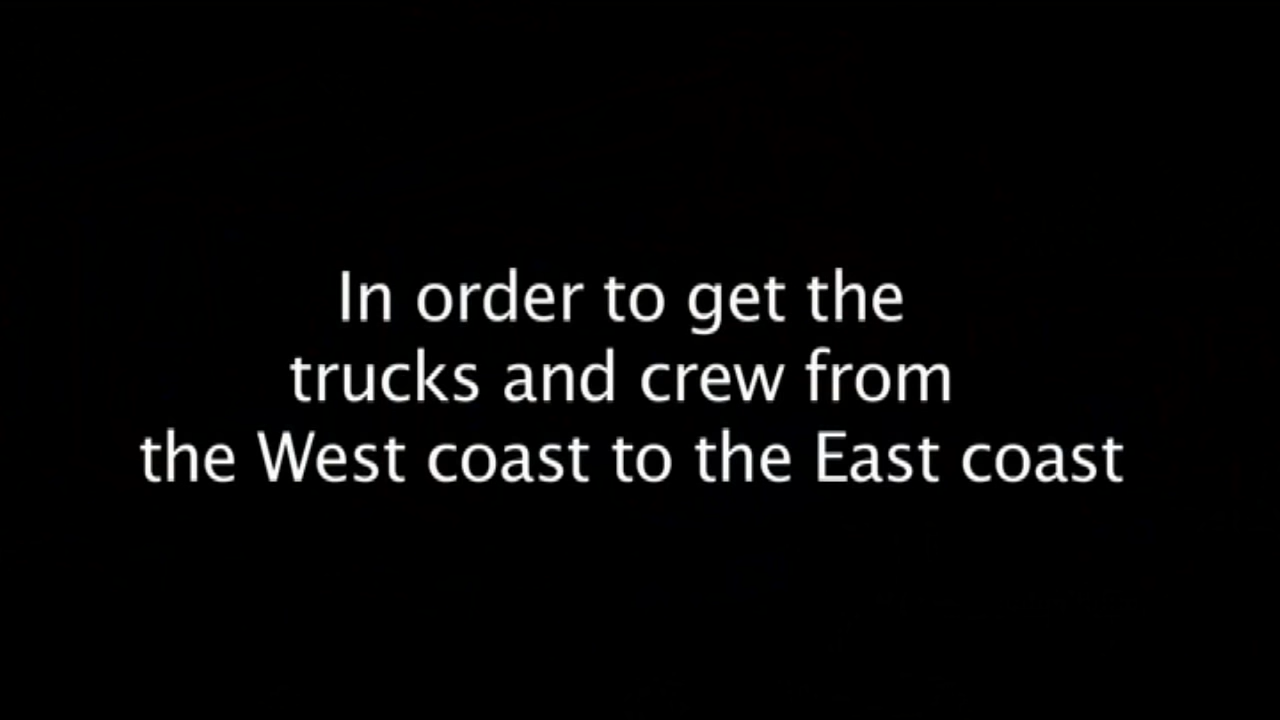 In order to get the
trucks and crew from
the West coast to the East coast